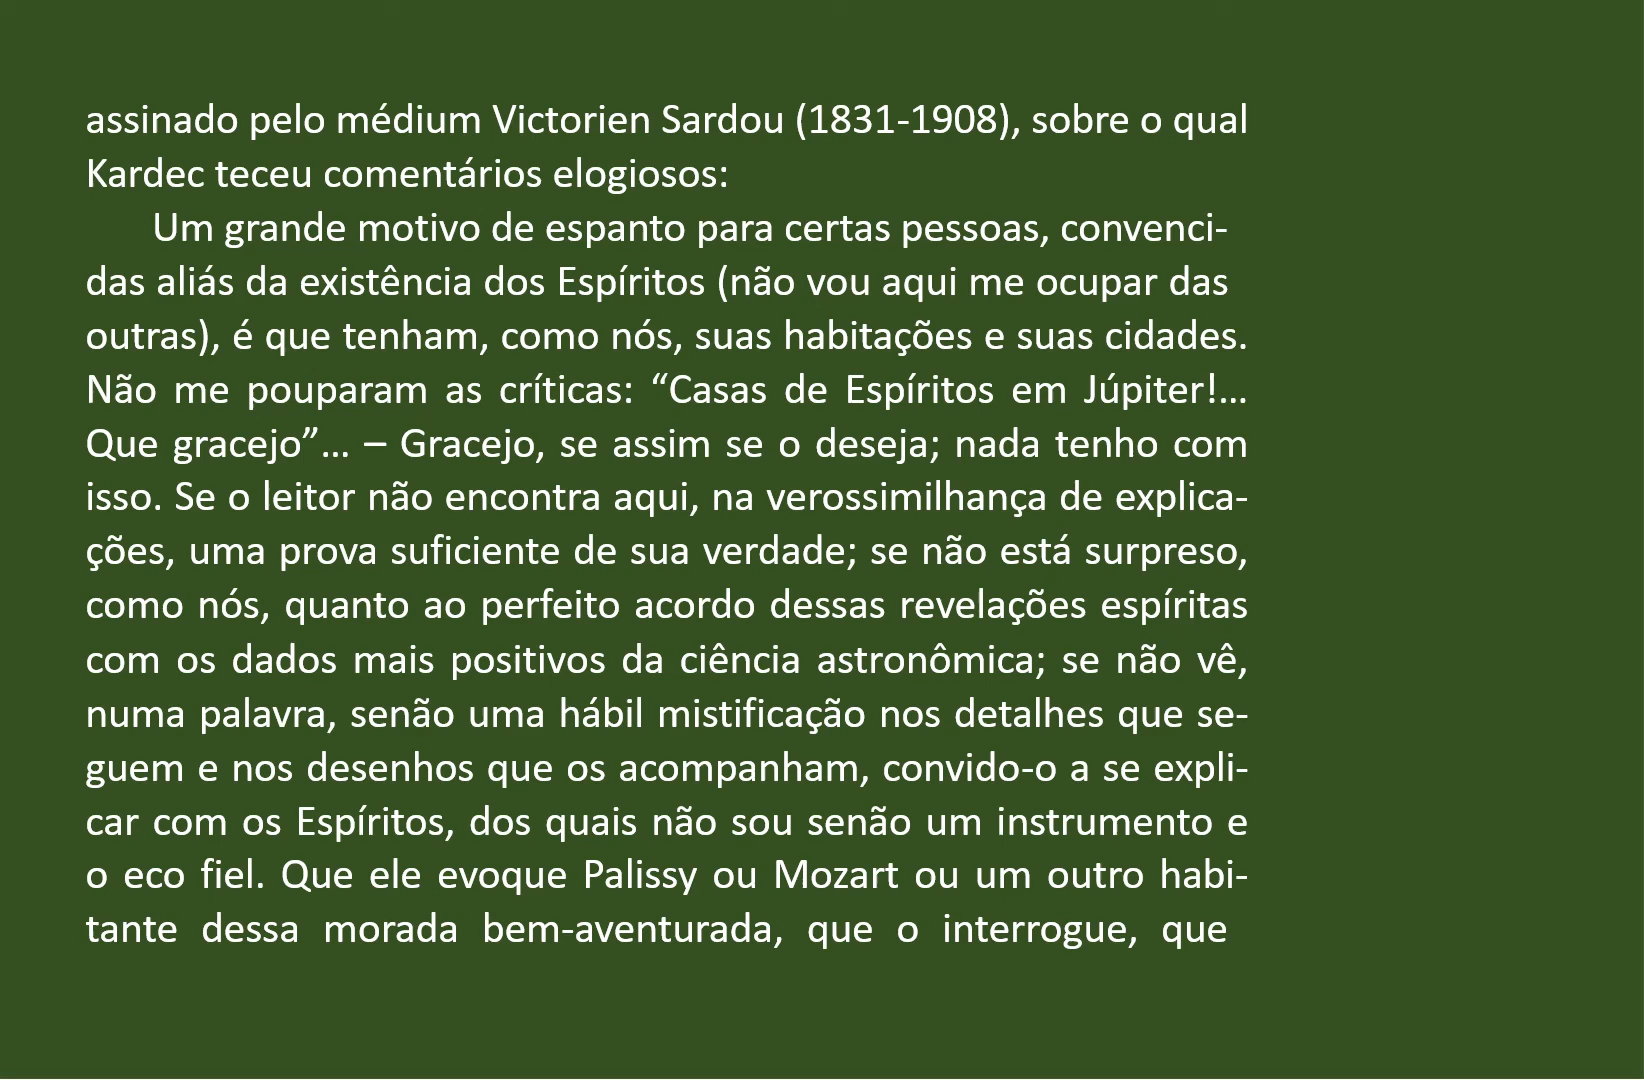 assinado pelo médium Victorien Sardou (1831-1908), sobre o qual
Kardec teceu comentários elogiosos:
Um grande motivo de espanto para certas pessoas, convenci-
das aliás da existência dos Espíritos (não vou aqui me ocupar das
outras), é que tenham, como nós, suas habitações e suas cidades.
Não me pouparam as críticas: “Casas de Espíritos em Júpiter!...
Que gracejo”... – Gracejo, se assim se o deseja; nada tenho com
isso. Se o leitor não encontra aqui, na verossimilhança de explica-
ções, uma prova suficiente de sua verdade; se não está surpreso,
como nós, quanto ao perfeito acordo dessas revelações espíritas
com os dados mais positivos da ciência astronômica; se não vê,
numa palavra, senão uma hábil mistificação nos detalhes que se-
guem e nos desenhos que os acompanham, convido-o a se expli-
car com os Espíritos, dos quais não sou senão um instrumento e
o eco fiel. Que ele evoque Palissy ou Mozart ou um outro habi-
tante dessa morada bem-aventurada, que o interrogue, que